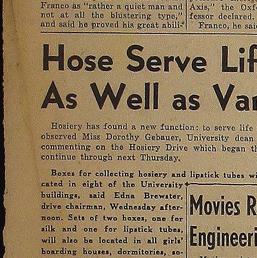 Franco as "rather a quiet man and
not at all the blustering type,"
and said he proved his great abili-
Axis," the Oxf
fessor declared.
Franco, he sai
Hose Serve Lif
As Well as Van
Hosiery has found a new function: to serve life
observed Miss Dorothy Gebauer, University dean
commenting on the Hosiery Drive which began th
continue through next Thursday.
Boxes for collecting hosiery and lipstick tubes wi
cated in eight of the University
buildings, said Edna Brewster,
drive chairman, Wednesday after-
noon. Sets of two boxes, one for
silk and one for lipstick tubes,
will also be located in all girls'
boarding houses, dormitories, so-
Movies R
Engineeri